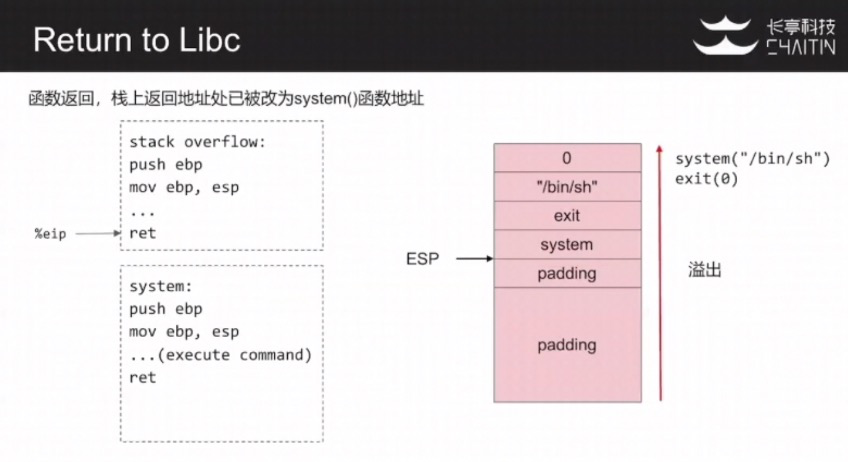 Return to Libc
长亭科技
CHAITIN
函数返回，栈上返回地址处已被改为system()函数地址
stack overflow:
push ebp
mov ebp, esp
...
ret
%eip
system:
push ebp
mov ebp, esp
...(execute command)
ret
ESP
0
"/bin/sh"
exit
system
padding
padding
system("/bin/sh")
exit(0)
溢出